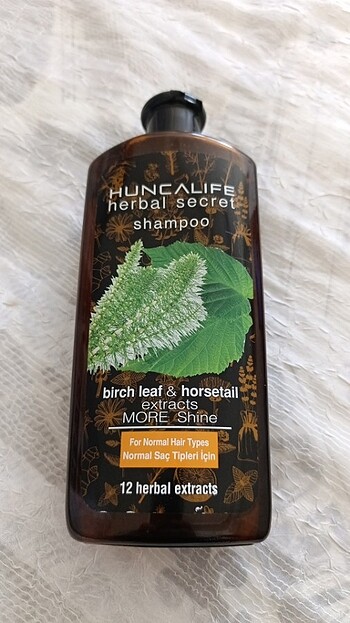 HUNCALIFE
herbal secret
shampoo
birch leaf & horsetail
extracts
MORE Shine
For Normal Hair Types
Normal Saç Tipleri İçin
12 herbal extracts